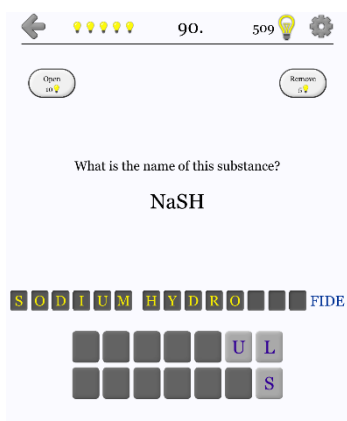 90.
509
Open
10
Remove
5
What is the name of this substance?
NaSH
SODIUM HYDRO FIDE
U L
S